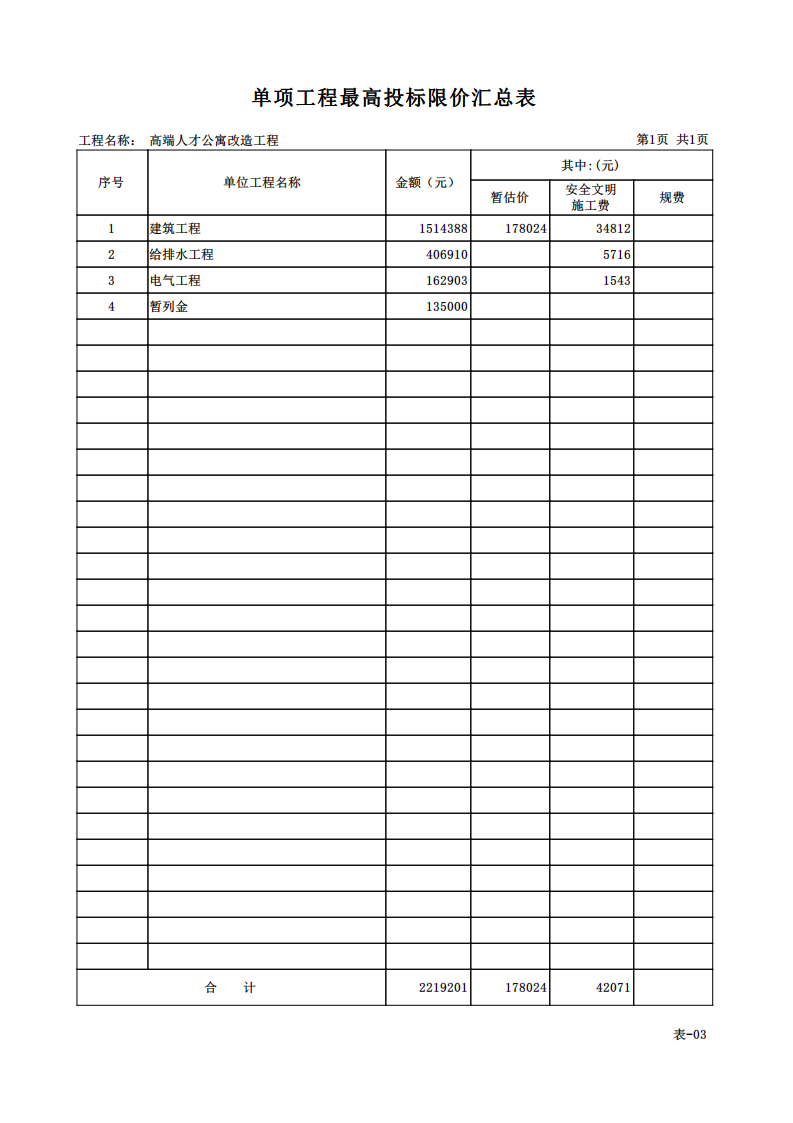 单项工程最高投标限价汇总表
工程名称： 高端人才公寓改造工程 第1页 共1页
序号 单位工程名称 金额（元） 其中:(元)
暂估价 安全文明施工费 规费
1 建筑工程 1514388 178024 34812
2 给排水工程 406910 5716
3 电气工程 162903 1543
4 暂列金 135000
合 计 2219201 178024 42071
表-03